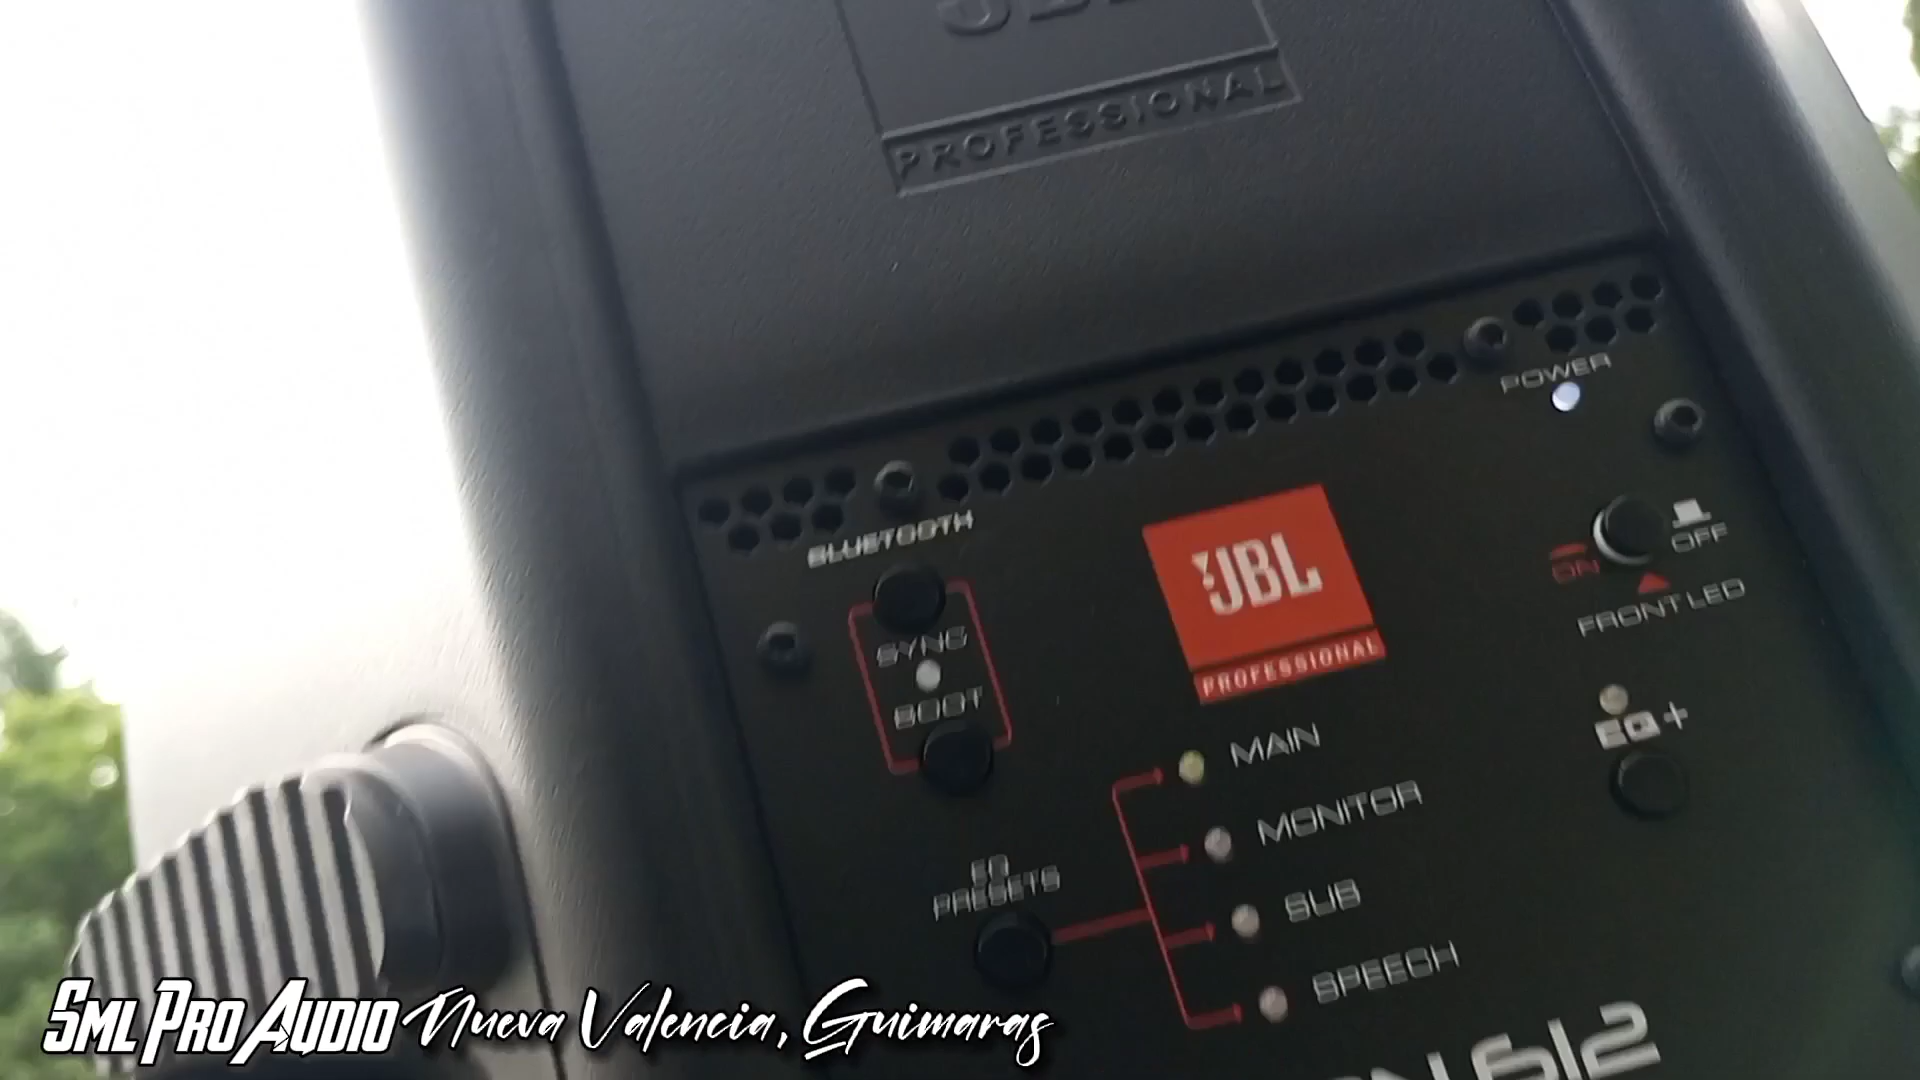 PROFESSIONAL
POWER
BLUETOOTH
JBL
PROFESSIONAL
ON
OFF
FRONT LED
SYNC
BOOT
EQ+
MAIN
MONITOR
EQ
PRESETS
SUB
SPEECH
612
SML PRO AUDIO Nueva Valencia, Guimaras